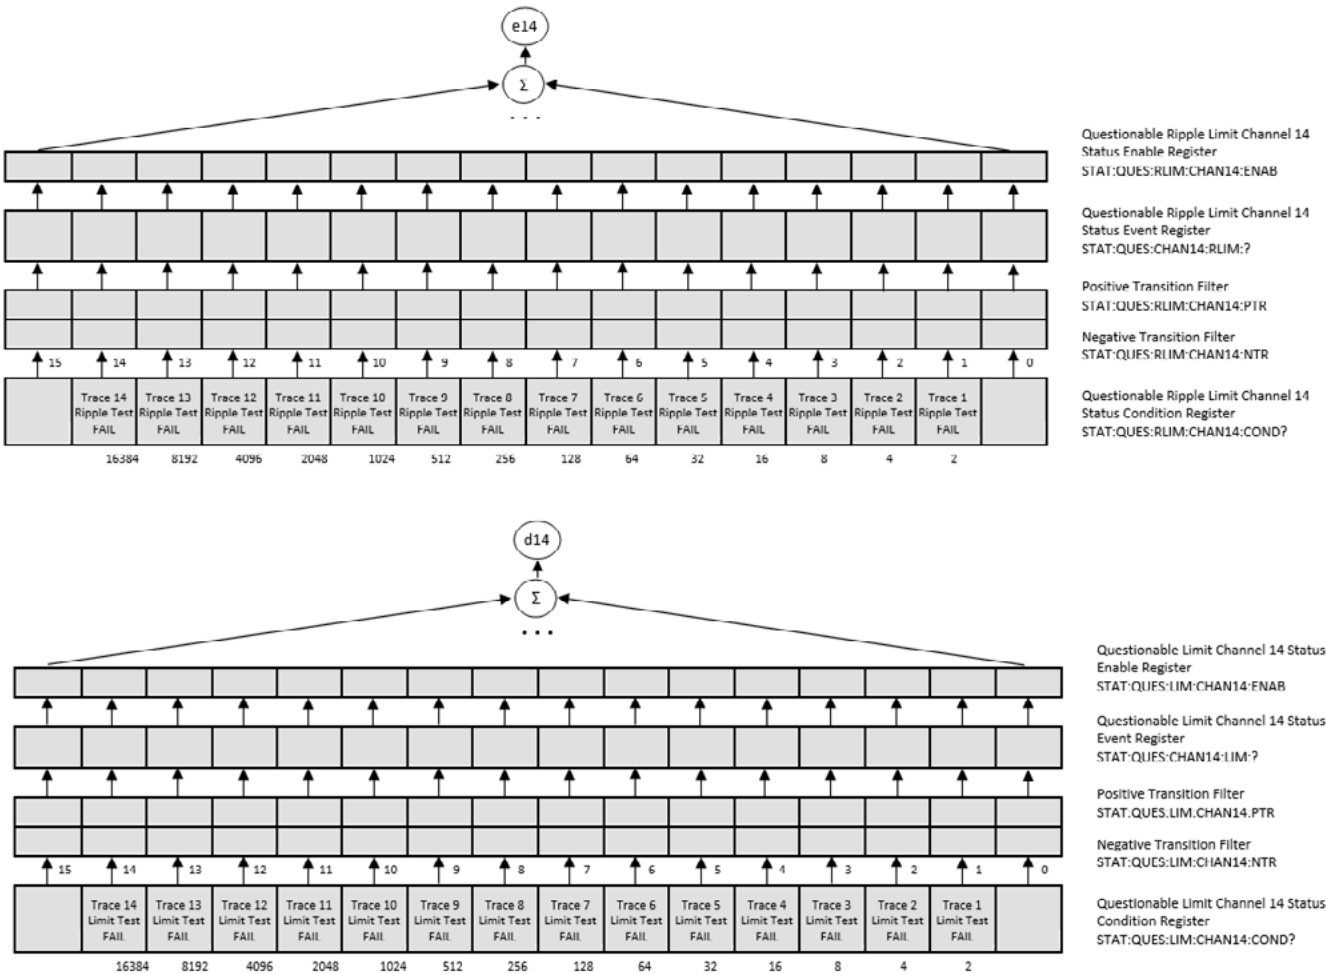 e14
Σ
. . .
Questionable Ripple Limit Channel 14
Status Enable Register
STAT:QUES:RLIM:CHAN14:ENAB
Questionable Ripple Limit Channel 14
Status Event Register
STAT:QUES:CHAN14:RLIM:?
Positive Transition Filter
STAT:QUES:RLIM:CHAN14:PTR
Negative Transition Filter
STAT:QUES:RLIM:CHAN14:NTR
15 14 13 12 11 10 9 8 7 6 5 4 3 2 1 0
Trace 14 Trace 13 Trace 12 Trace 11 Trace 10 Trace 9 Trace 8 Trace 7 Trace 6 Trace 5 Trace 4 Trace 3 Trace 2 Trace 1
Ripple Test Ripple Test Ripple Test Ripple Test Ripple Test Ripple Test Ripple Test Ripple Test Ripple Test Ripple Test Ripple Test Ripple Test Ripple Test Ripple Test
FAIL FAIL FAIL FAIL FAIL FAIL FAIL FAIL FAIL FAIL FAIL FAIL FAIL FAIL
Questionable Ripple Limit Channel 14
Status Condition Register
STAT:QUES:RLIM:CHAN14:COND?
16384 8192 4096 2048 1024 512 256 128 64 32 16 8 4 2
d14
Σ
. . .
Questionable Limit Channel 14 Status
Enable Register
STAT:QUES:LIM:CHAN14:ENAB
Questionable Limit Channel 14 Status
Event Register
STAT:QUES:CHAN14:LIM:?
Positive Transition Filter
STAT.QUES.LIM.CHAN14.PTR
Negative Transition Filter
STAT:QUES:LIM:CHAN14:NTR
15 14 13 12 11 10 9 8 7 6 5 4 3 2 1 0
Trace 14 Trace 13 Trace 12 Trace 11 Trace 10 Trace 9 Trace 8 Trace 7 Trace 6 Trace 5 Trace 4 Trace 3 Trace 2 Trace 1
Limit Test Limit Test Limit Test Limit Test Limit Test Limit Test Limit Test Limit Test Limit Test Limit Test Limit Test Limit Test Limit Test Limit Test
FAIL FAIL FAIL FAIL FAIL FAIL FAIL FAIL FAIL FAIL FAIL FAIL FAIL FAIL
Questionable Limit Channel 14 Status
Condition Register
STAT:QUES:LIM:CHAN14:COND?
16384 8192 4096 2048 1024 512 256 128 64 32 16 8 4 2